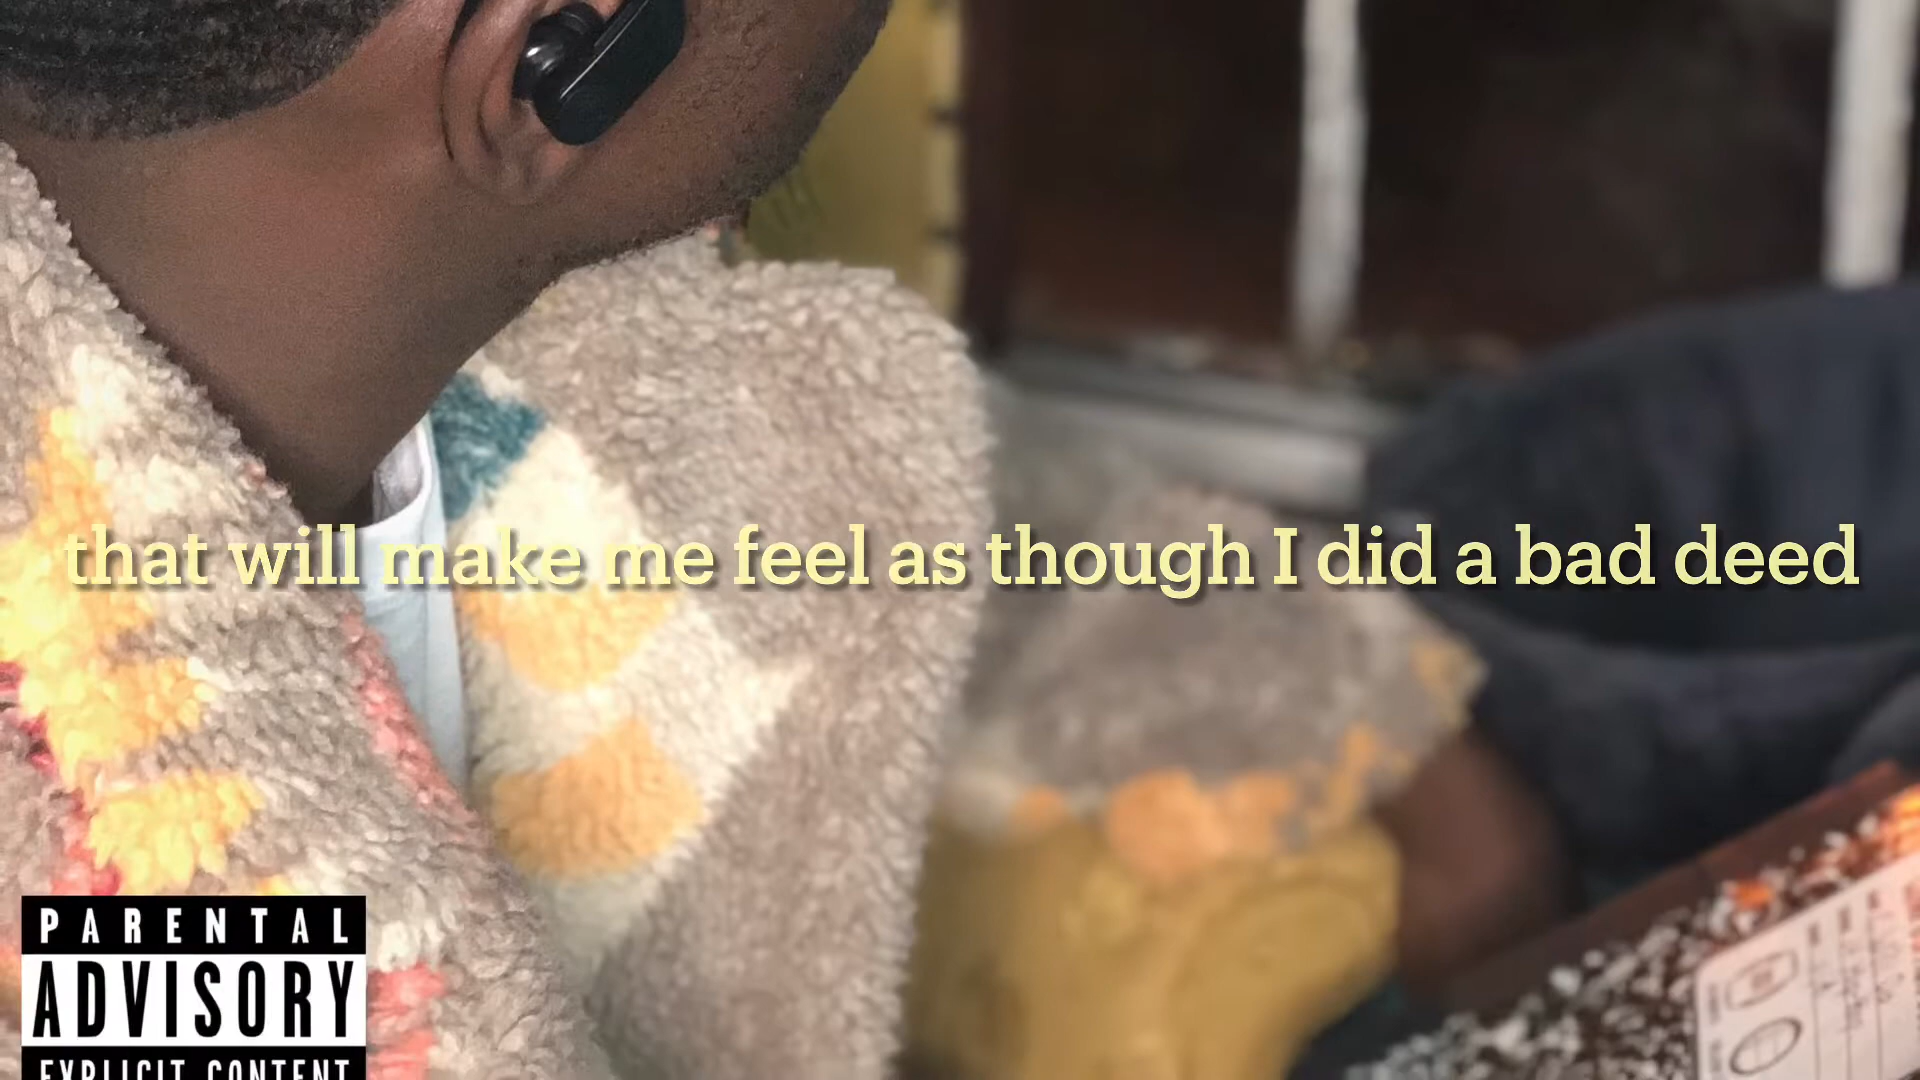 that will make me feel as though I did a bad deed
PARENTAL
ADVISORY
EXPLICIT CONTENT